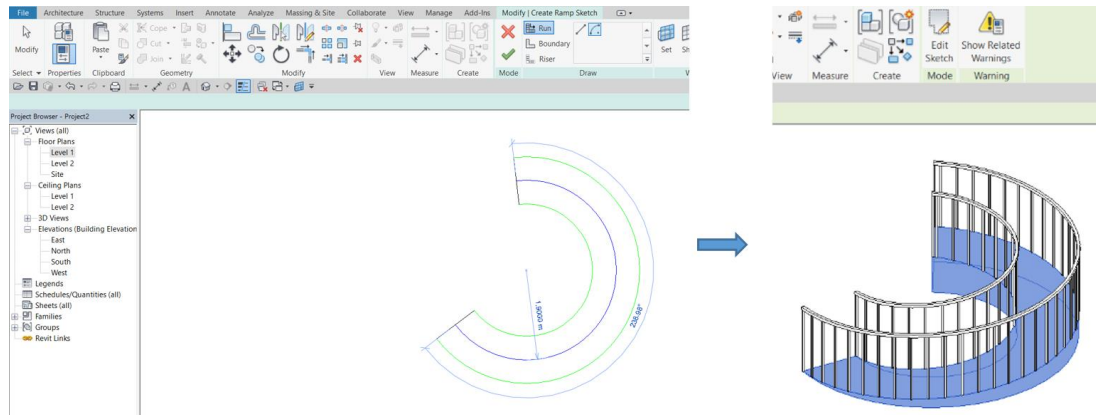 File Architecture Structure Systems Insert Annotate Analyze Massing & Site Collaborate View Manage Add-Ins Modify | Create Ramp Sketch
Cope
Run
Modify Paste Cut Boundary Set
Join Riser
Select Properties Clipboard Geometry Modify View Measure Create Mode Draw
Project Browser - Project2
Views (all)
Floor Plans
Level 1
Level 2
Site
Ceiling Plans
Level 1
Level 2
3D Views
Elevations (Building Elevation
East
North
South
West
Legends
Schedules/Quantities (all)
Sheets (all)
Families
Groups
Revit Links
1.9000 m
238.98°
Edit Show Related
Sketch Warnings
View Measure Create Mode Warning